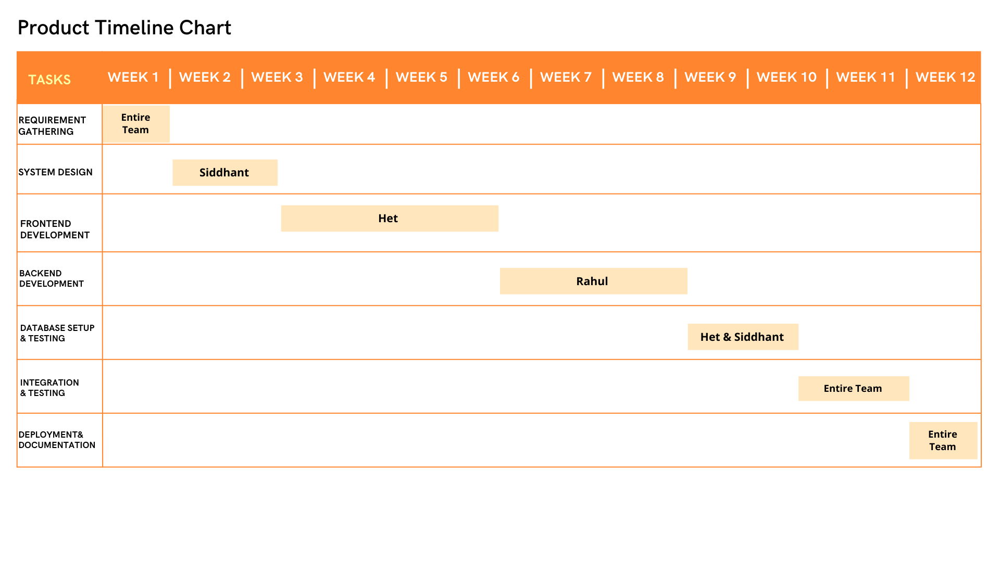 Product Timeline Chart
TASKS
WEEK 1 | WEEK 2 | WEEK 3 | WEEK 4 | WEEK 5 | WEEK 6 | WEEK 7 | WEEK 8 | WEEK 9 | WEEK 10 | WEEK 11 | WEEK 12
REQUIREMENT
GATHERING
Entire
Team
SYSTEM DESIGN
Siddhant
FRONTEND
DEVELOPMENT
Het
BACKEND
DEVELOPMENT
Rahul
DATABASE SETUP
& TESTING
Het & Siddhant
INTEGRATION
& TESTING
Entire Team
DEPLOYMENT&
DOCUMENTATION
Entire
Team